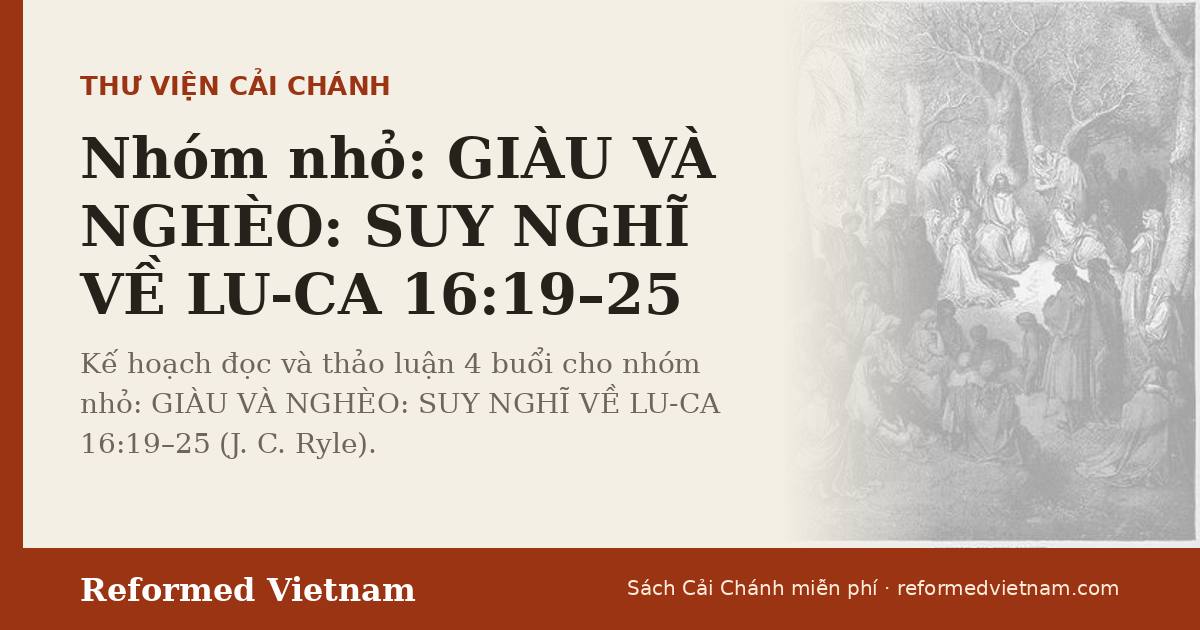 THƯ VIỆN CẢI CHÁNH
Nhóm nhỏ: GIÀU VÀ
NGHÈO: SUY NGHĨ
VỀ LU-CA 16:19–25
Kế hoạch đọc và thảo luận 4 buổi cho nhóm
nhỏ: GIÀU VÀ NGHÈO: SUY NGHĨ VỀ LU-CA
16:19–25 (J. C. Ryle).
Reformed Vietnam
Sách Cải Chánh miễn phí · reformedvietnam.com